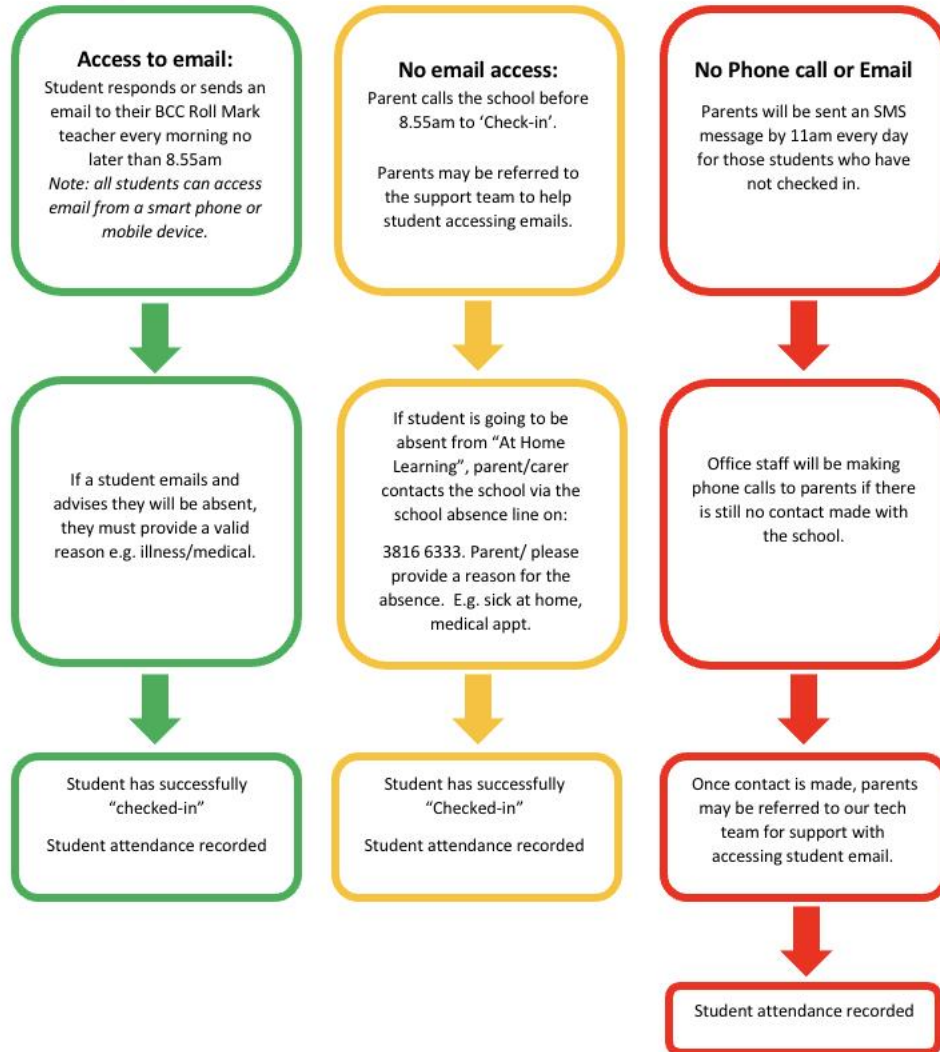 Access to email:
Student responds or sends an
email to their BCC Roll Mark
teacher every morning no
later than 8.55am
Note: all students can access
email from a smart phone or
mobile device.
If a student emails and
advises they will be absent,
they must provide a valid
reason e.g. illness/medical.
Student has successfully
“checked-in”
Student attendance recorded
No email access:
Parent calls the school before
8.55am to ‘Check-in’.
Parents may be referred to
the support team to help
student accessing emails.
If student is going to be
absent from “At Home
Learning”, parent/carer
contacts the school via the
school absence line on:
3816 6333. Parent/ please
provide a reason for the
absence.  E.g. sick at home,
medical appt.
Student has successfully
“Checked-in”
Student attendance recorded
No Phone call or Email
Parents will be sent an SMS
message by 11am every day
for those students who have
not checked in.
Office staff will be making
phone calls to parents if there
is still no contact made with
the school.
Once contact is made, parents
may be referred to our tech
team for support with
accessing student email.
Student attendance recorded